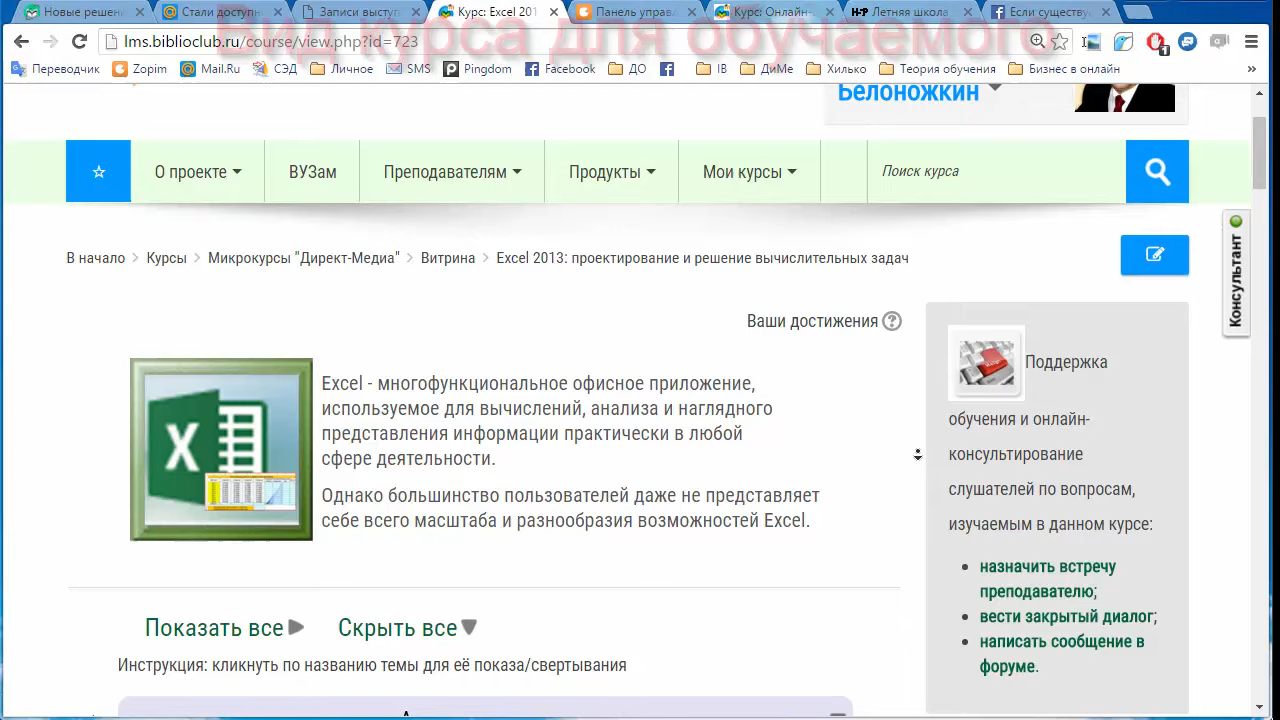 Новые решени
Стали доступн
Записи выступ
Курс: Excel 201
Панель управ
Курс: Онлайн-
Летняя школа
Если существу
lms.biblioclub.ru/course/view.php?id=723
курса для обучаемого
Переводчик Zopim Mail.Ru СЭД Личное SMS Pingdom Facebook ДО IB ДиМе Хилько Теория обучения Бизнес в онлайн »
Белоножкин
О проекте ВУЗам Преподавателям Продукты Мои курсы Поиск курса
Консультант
В начало > Курсы > Микрокурсы "Директ-Медиа" > Витрина > Excel 2013: проектирование и решение вычислительных задач
Ваши достижения ?
Excel - многофункциональное офисное приложение,
используемое для вычислений, анализа и наглядного
представления информации практически в любой
сфере деятельности.
Однако большинство пользователей даже не представляет
себе всего масштаба и разнообразия возможностей Excel.
Показать все Скрыть все
Инструкция: кликнуть по названию темы для её показа/свертывания
Поддержка
обучения и онлайн-
консультирование
слушателей по вопросам,
изучаемым в данном курсе:
назначить встречу
преподавателю;
вести закрытый диалог;
написать сообщение в
форуме.